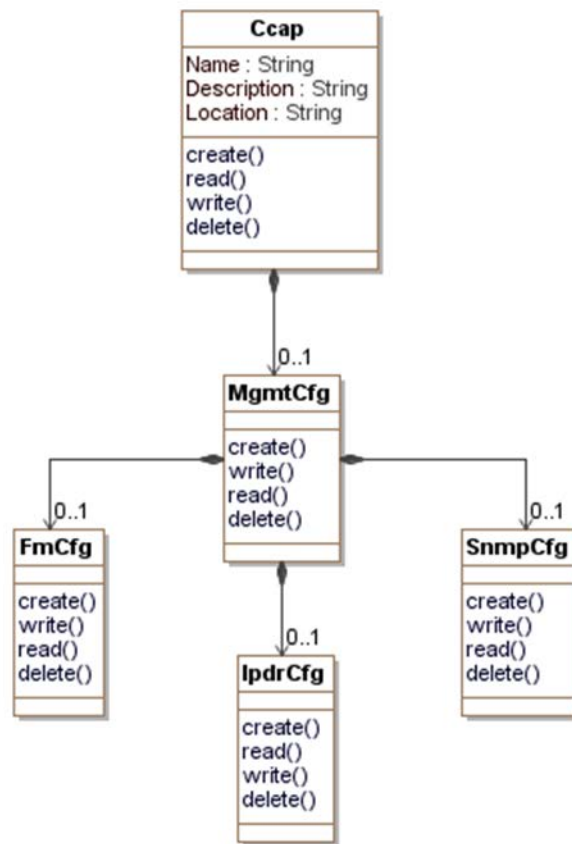 Ccap
Name : String
Description : String
Location : String
create()
read()
write()
delete()
0..1
MgmtCfg
create()
write()
read()
delete()
0..1
FmCfg
create()
write()
read()
delete()
0..1
IpdrCfg
create()
read()
write()
delete()
0..1
SnmpCfg
create()
write()
read()
delete()